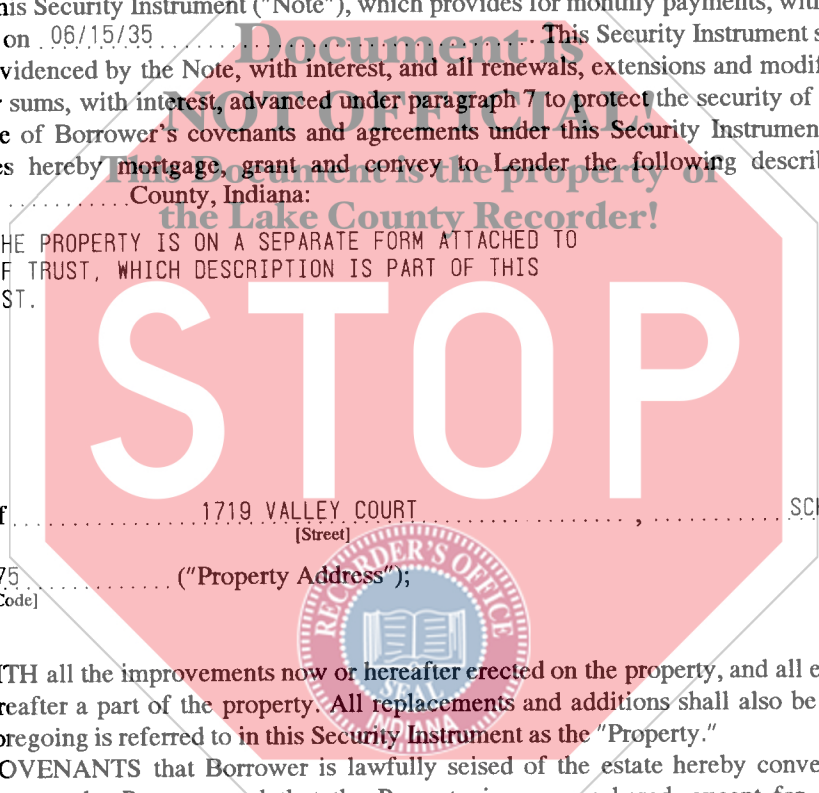 his Security Instrument ("Note"), which provides for monthly payments, with
on 06/15/35 This Security Instrument s
Document is
videnced by the Note, with interest, and all renewals, extensions and modif
r sums, with interest, advanced under paragraph 7 to protect the security of
NOT OFFICIAL!
e of Borrower's covenants and agreements under this Security Instrumen
es hereby mortgage, grant and convey to Lender the following descri
This Document is the property of
County, Indiana:
the Lake County Recorder!
HE PROPERTY IS ON A SEPARATE FORM ATTACHED TO
F TRUST, WHICH DESCRIPTION IS PART OF THIS
ST.
STOP
f 1719 VALLEY COURT , SCH
[Street]
75 ("Property Address");
Code]
RECORDER'S OFFICE
SEAL
INDIANA
ITH all the improvements now or hereafter erected on the property, and all e
reafter a part of the property. All replacements and additions shall also be
oregoing is referred to in this Security Instrument as the "Property."
OVENANTS that Borrower is lawfully seised of the estate hereby conve